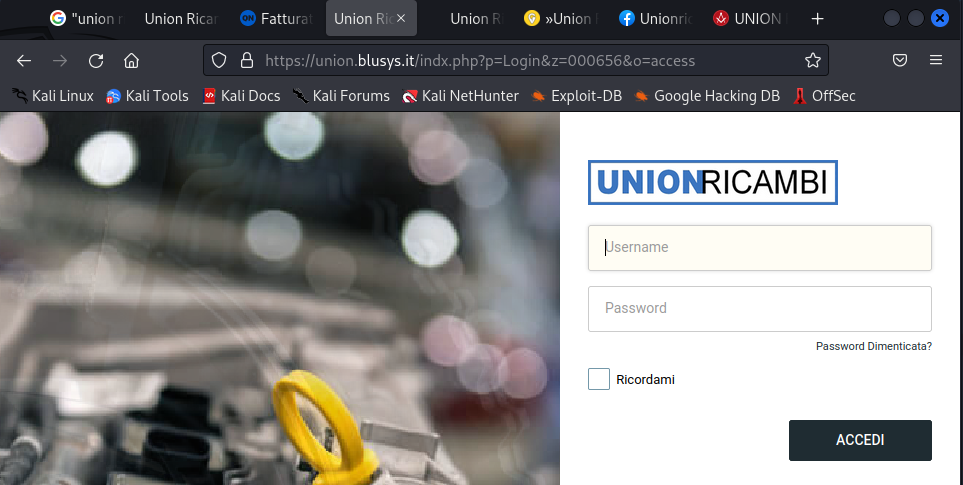 "union r
Union Ricar
Fatturat
Union Ric
Union R
»Union
Unionric
UNION
https://union.blusys.it/indx.php?p=Login&z=000656&o=access
Kali Linux
Kali Tools
Kali Docs
Kali Forums
Kali NetHunter
Exploit-DB
Google Hacking DB
OffSec
UNIONRICAMBI
Username
Password
Password Dimenticata?
Ricordami
ACCEDI